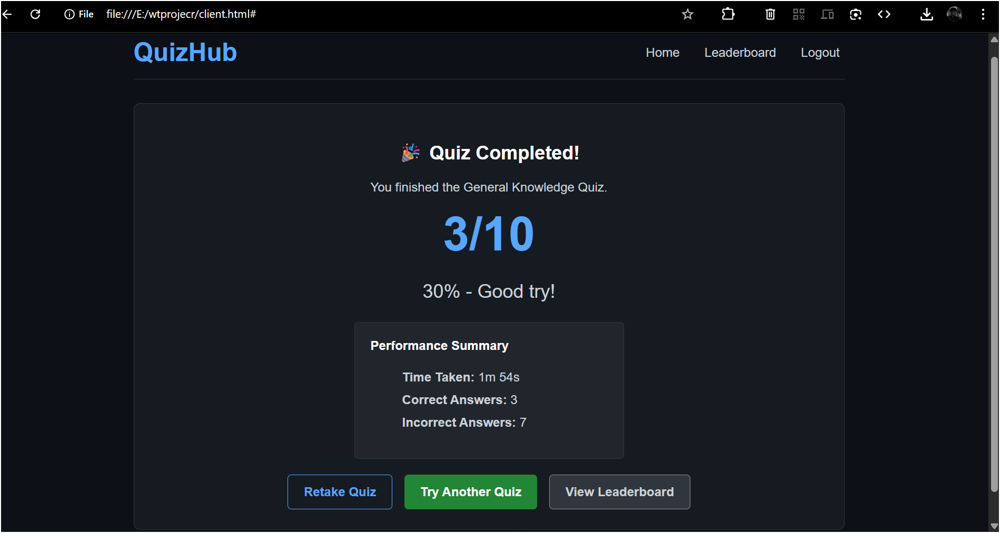 File file:///E:/wtprojecr/client.html#
QuizHub
Home Leaderboard Logout
🎉 Quiz Completed!
You finished the General Knowledge Quiz.
3/10
30% - Good try!
Performance Summary
Time Taken: 1m 54s
Correct Answers: 3
Incorrect Answers: 7
Retake Quiz Try Another Quiz View Leaderboard